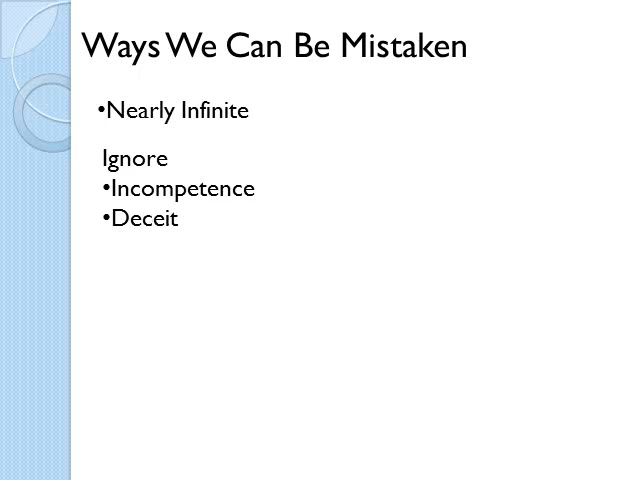 Ways We Can Be Mistaken
•Nearly Infinite
Ignore
•Incompetence
•Deceit